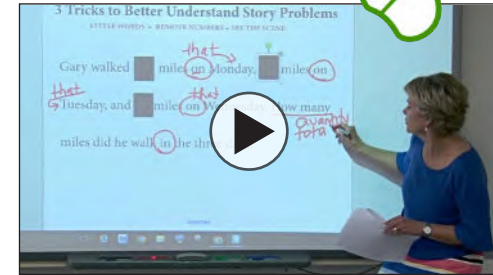 3 Tricks to Better Understand Story Problems
LITTLE WORDS • REMOVE NUMBERS • SEE THE SCENE
that
Gary walked miles on Monday, miles on
that that
Tuesday, and miles on Wednesday. How many
quantity
total
miles did he walk in the three